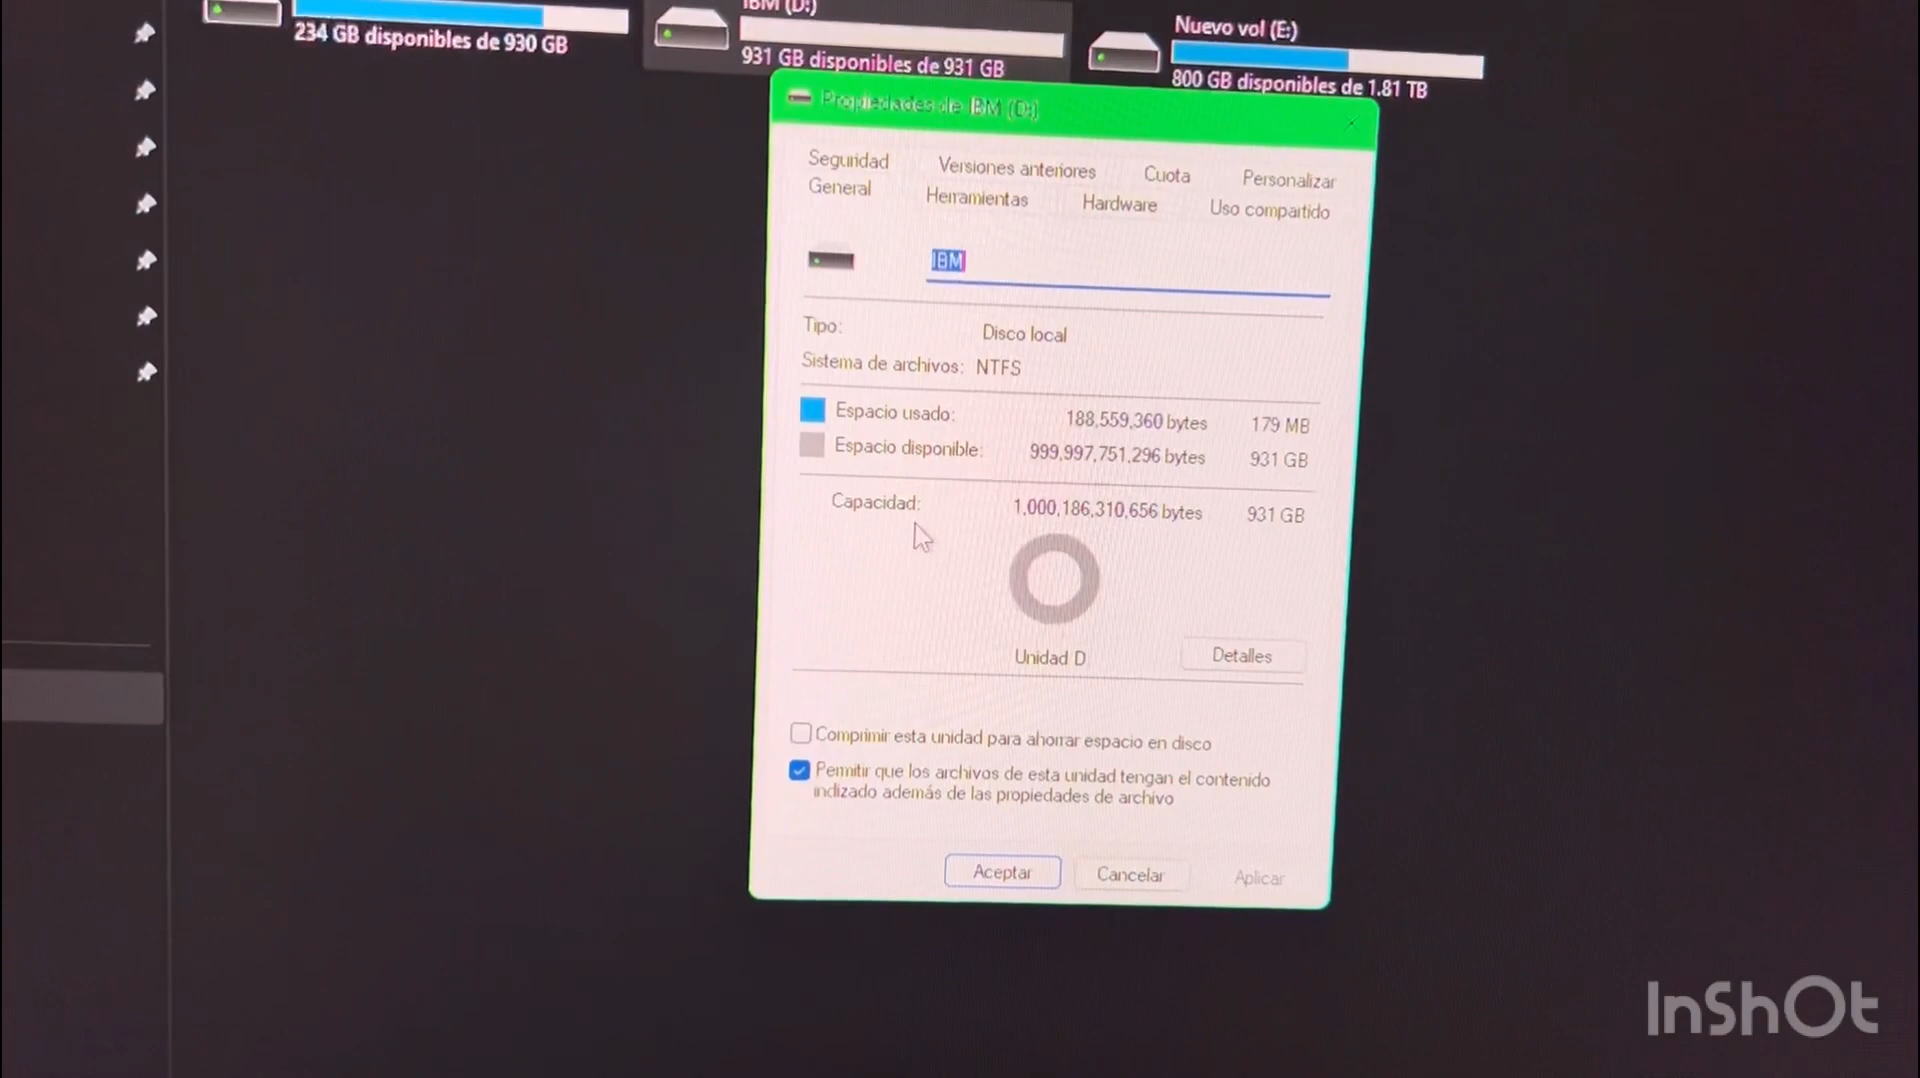 234 GB disponibles de 930 GB
IBM (D:)
931 GB disponibles de 931 GB
Nuevo vol (E:)
800 GB disponibles de 1.81 TB
Propiedades de IBM (D:)
Seguridad Versiones anteriores Cuota Personalizar
General Herramientas Hardware Uso compartido
IBM
Tipo: Disco local
Sistema de archivos: NTFS
Espacio usado: 188,559,360 bytes 179 MB
Espacio disponible: 999,997,751,296 bytes 931 GB
Capacidad: 1,000,186,310,656 bytes 931 GB
Unidad D Detalles
Comprimir esta unidad para ahorrar espacio en disco
Permitir que los archivos de esta unidad tengan el contenido
indizado además de las propiedades de archivo
Aceptar Cancelar Aplicar
InShOt